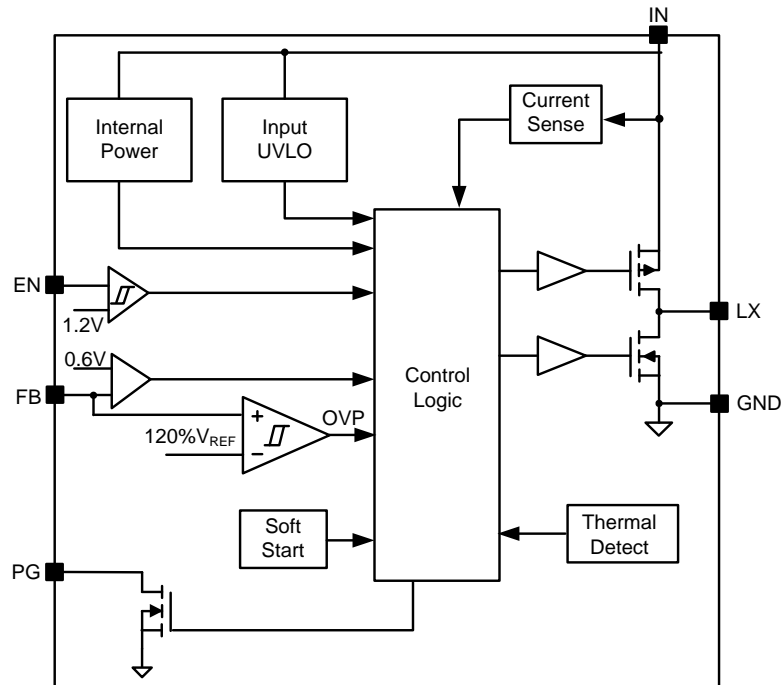 IN
Internal
Power
Input
UVLO
Current
Sense
EN
1.2V
LX
0.6V
FB
Control
Logic
GND
120%VREF
+
−
OVP
Soft
Start
Thermal
Detect
PG